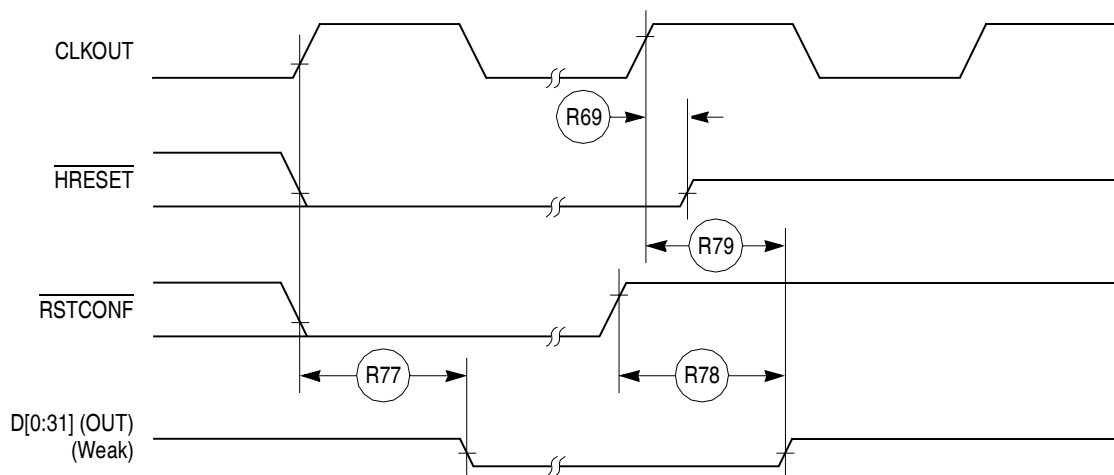 CLKOUT
R69
HRESET
R79
RSTCONF
R77
R78
D[0:31] (OUT)
(Weak)